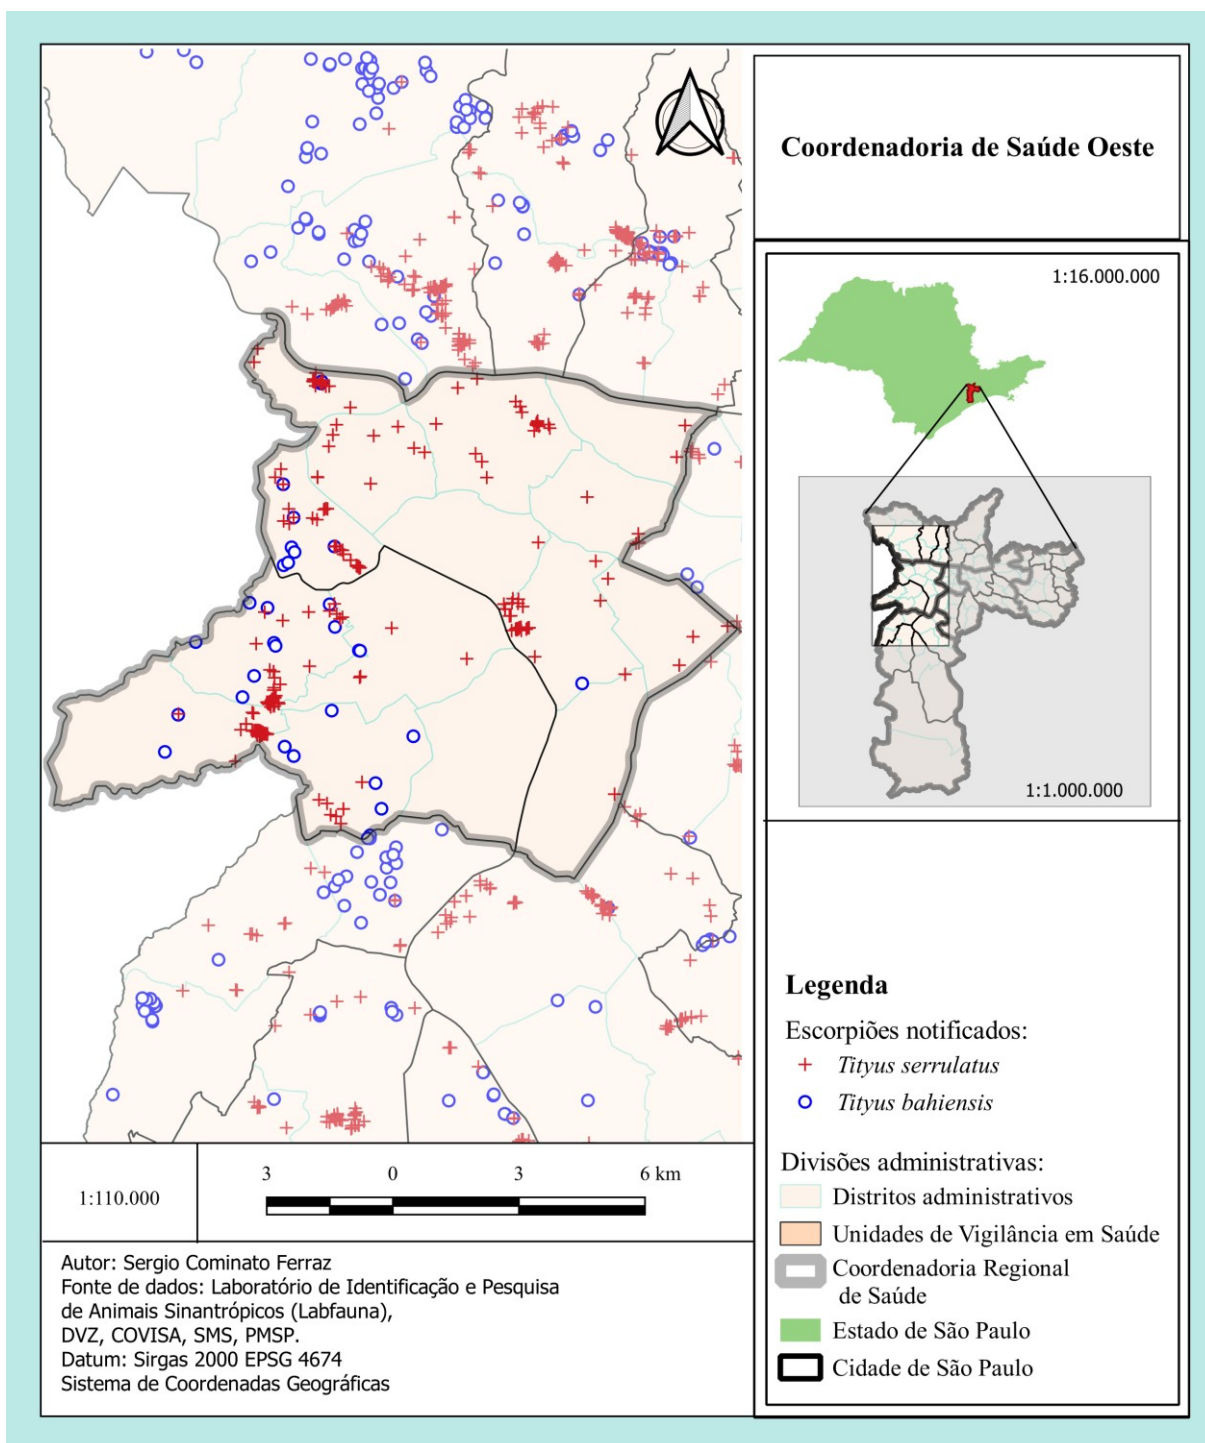 Coordenadoria de Saúde Oeste
1:16.000.000
1:1.000.000
Legenda
Escorpiões notificados:
Tityus serrulatus
Tityus bahiensis
Divisões administrativas:
Distritos administrativos
Unidades de Vigilância em Saúde
Coordenadoria Regional
de Saúde
Estado de São Paulo
Cidade de São Paulo
1:110.000
3 0 3 6 km
Autor: Sergio Cominato Ferraz
Fonte de dados: Laboratório de Identificação e Pesquisa
de Animais Sinantrópicos (Labfauna),
DVZ, COVISA, SMS, PMSP.
Datum: Sirgas 2000 EPSG 4674
Sistema de Coordenadas Geográficas